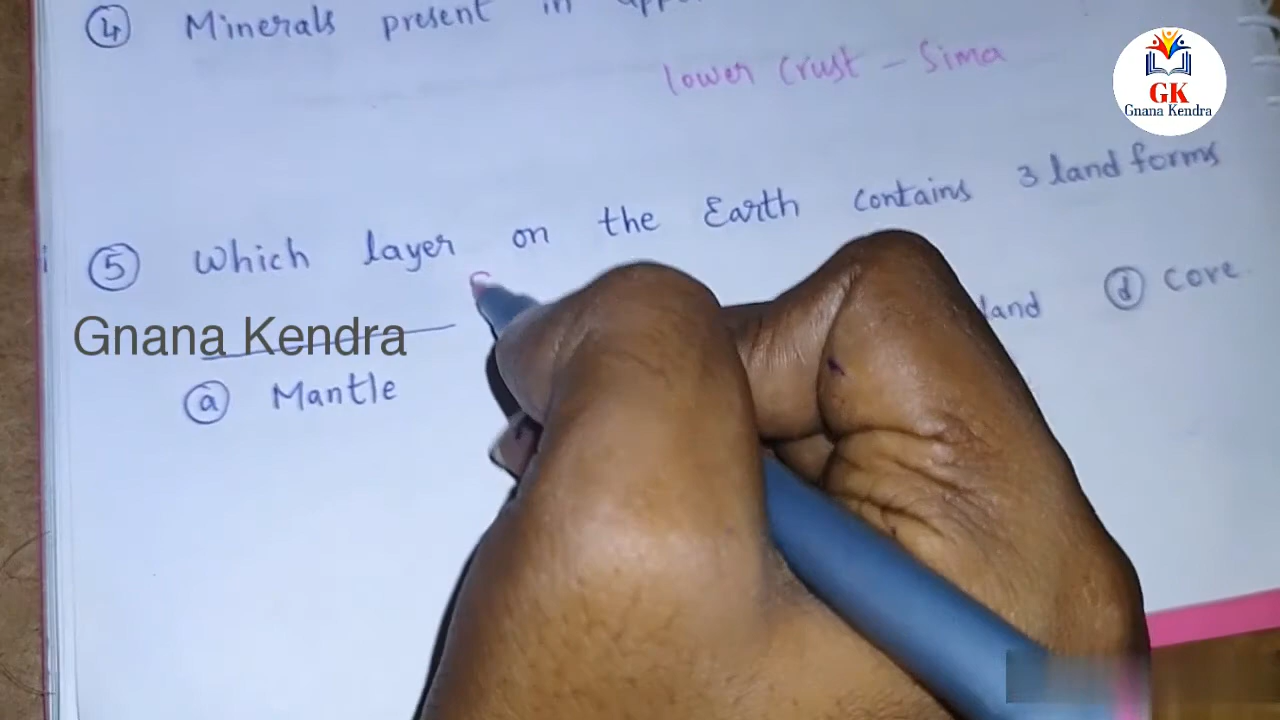 ④ Minerals present in
lower crust - Sima
GK
Gnana Kendra
⑤ Which layer on the Earth contains 3 land forms
Gnana Kendra
ⓐ Mantle land ⓓ Core